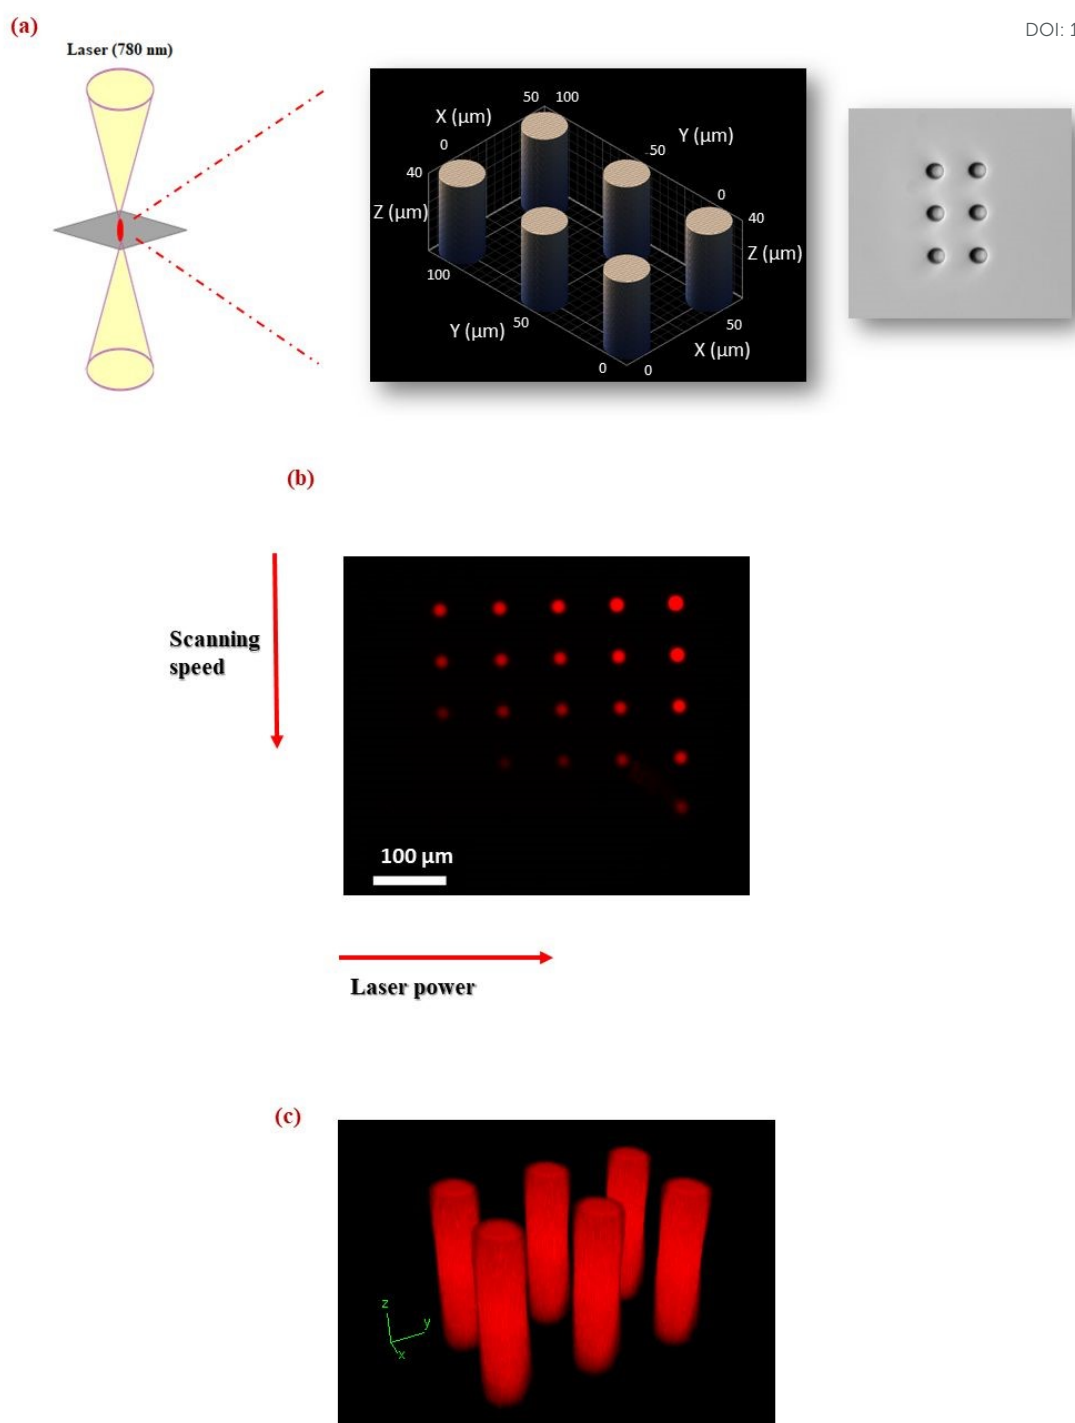 (a)
DOI: 1
Laser (780 nm)
50 100
X (μm)
Y (μm)
0
50
40
0
Z (μm)
40
Z (μm)
100
50
50
Y (μm)
X (μm)
0
0
(b)
Scanning
speed
100 μm
Laser power
(c)
z
y
x